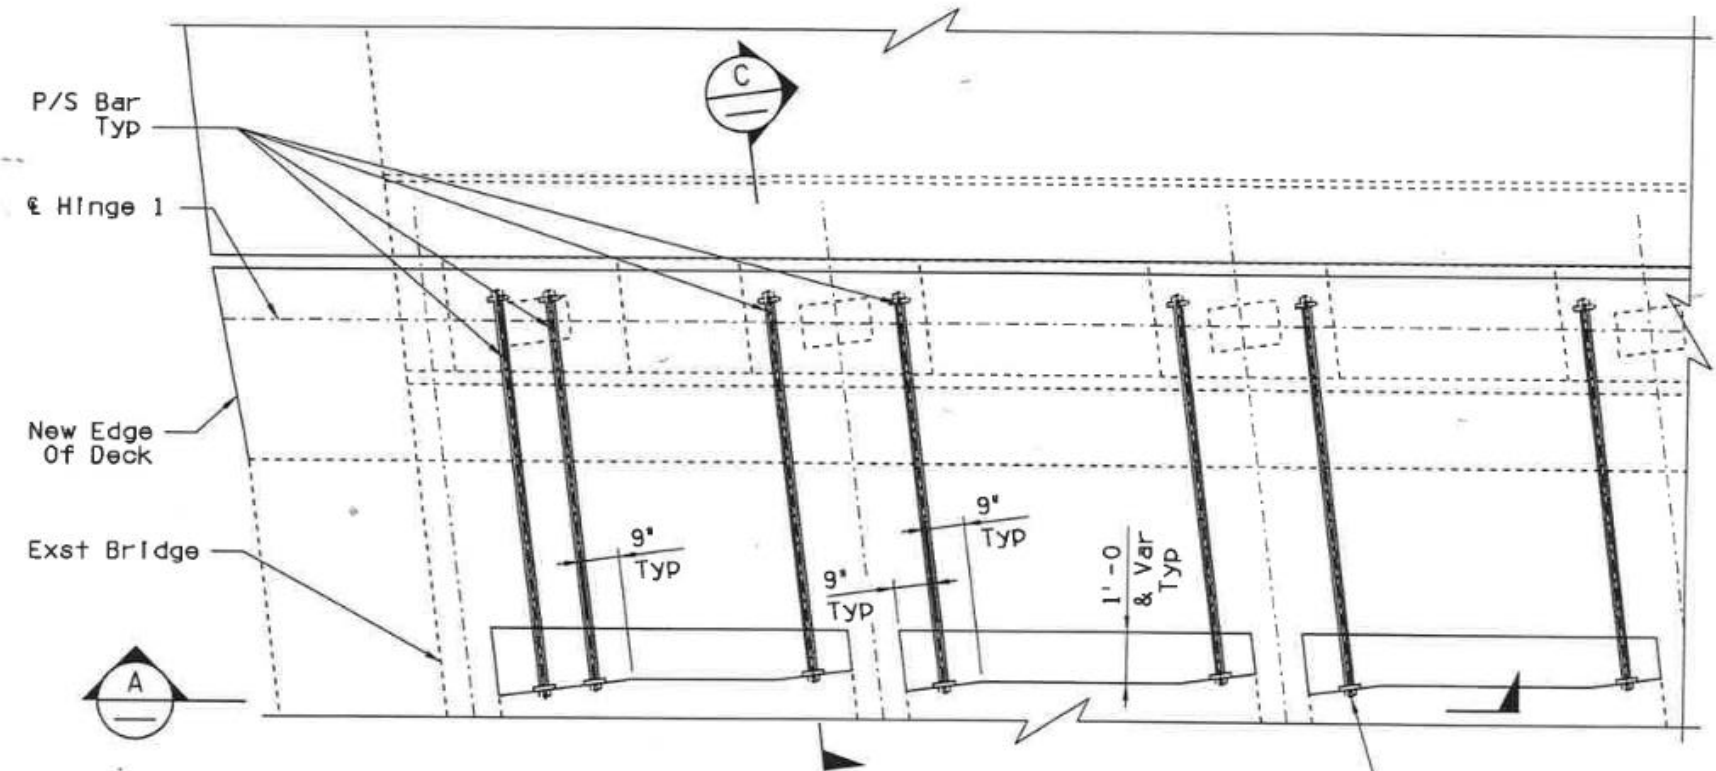 C
P/S Bar
Typ
℄ Hinge 1
New Edge
Of Deck
9"
Typ
9"
Typ
9"
Typ
1'-0
& Var
Typ
Exst Bridge
A